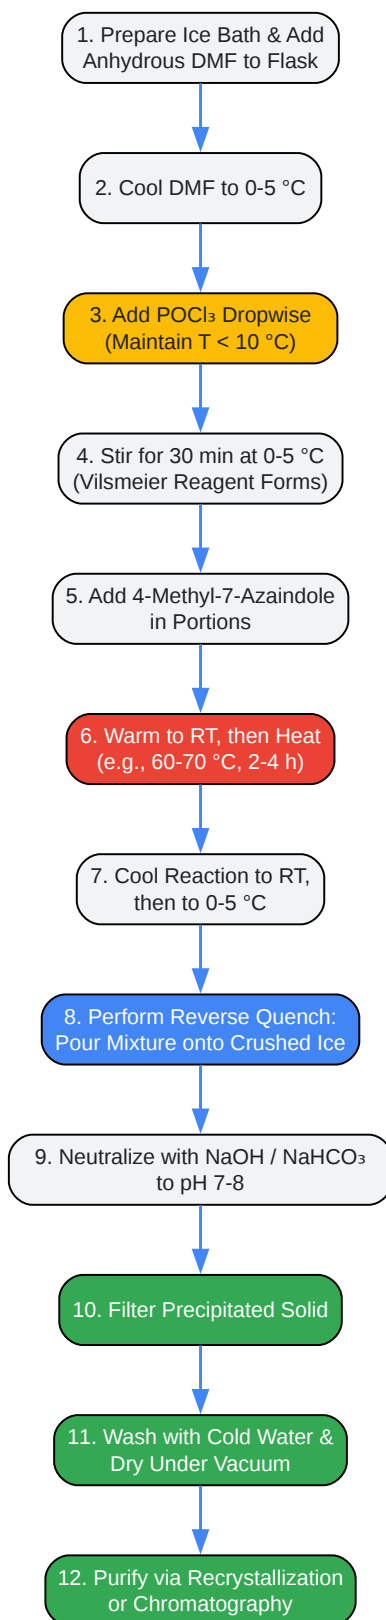 1. Prepare Ice Bath & Add
Anhydrous DMF to Flask
2. Cool DMF to 0-5 °C
3. Add POCl₃ Dropwise
(Maintain T < 10 °C)
4. Stir for 30 min at 0-5 °C
(Vilsmeier Reagent Forms)
5. Add 4-Methyl-7-Azaindole
in Portions
6. Warm to RT, then Heat
(e.g., 60-70 °C, 2-4 h)
7. Cool Reaction to RT,
then to 0-5 °C
8. Perform Reverse Quench:
Pour Mixture onto Crushed Ice
9. Neutralize with NaOH / NaHCO₃
to pH 7-8
10. Filter Precipitated Solid
11. Wash with Cold Water &
Dry Under Vacuum
12. Purify via Recrystallization
or Chromatography